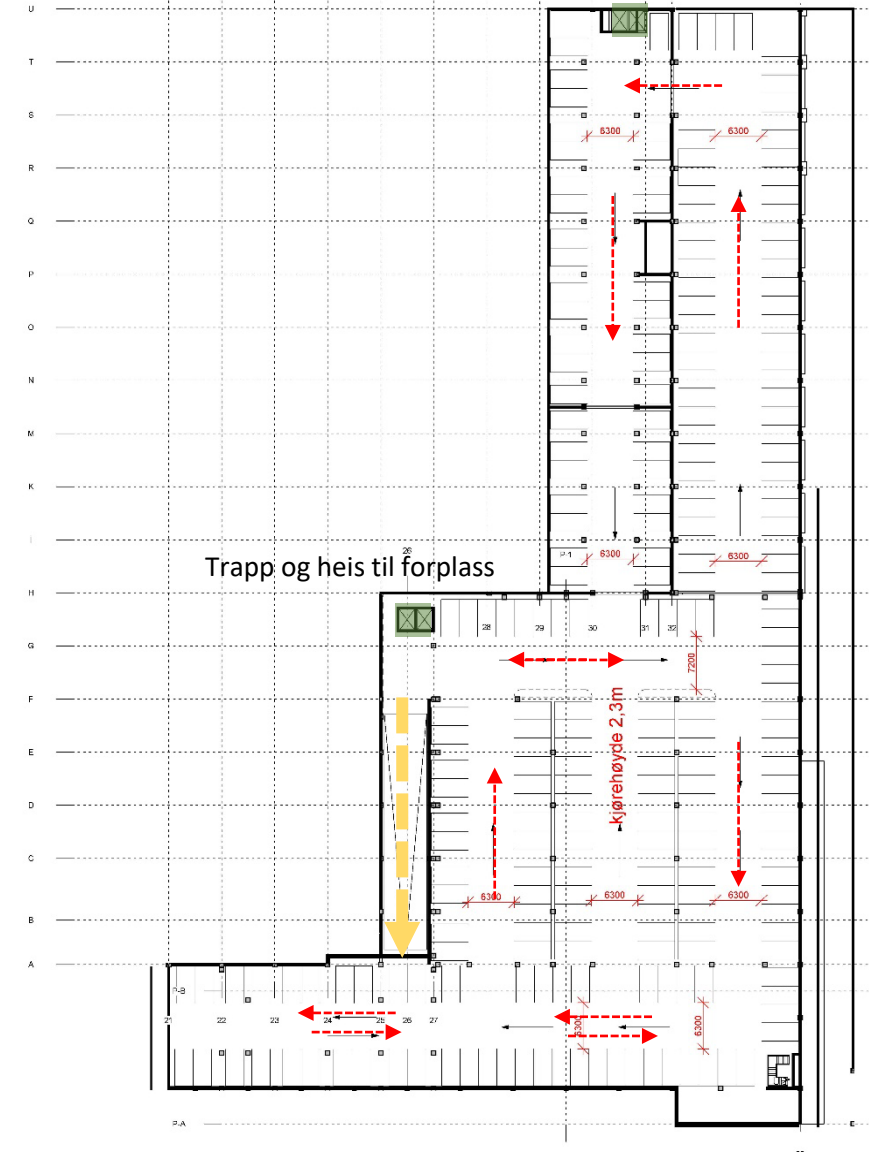 U
T
S
6300
6300
R
Q
P
O
N
M
K
I
26
P-1
6300
6300
Trapp og heis til forplass
H
28
29
30
31
32
G
7200
F
kjørehøyde 2,3m
E
D
C
6300
6300
6300
B
A
P-B
21
22
23
24
25
26
27
6300
6300
P-A
E